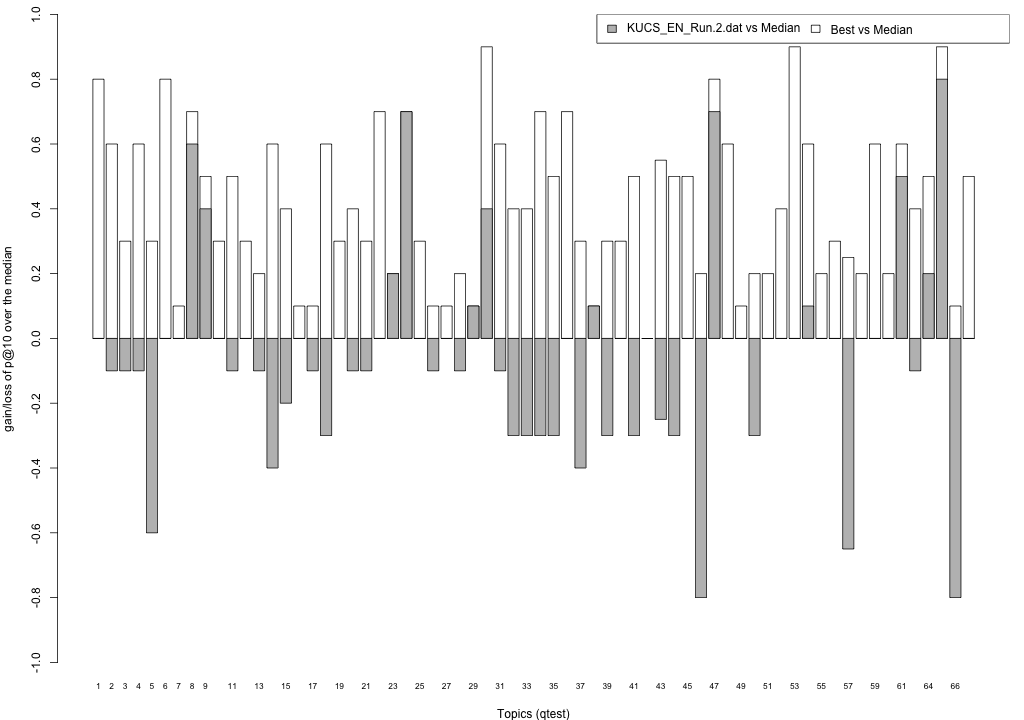 KUCS_EN_Run.2.dat vs Median Best vs Median
1.0
0.8
0.6
0.4
0.2
0.0
-0.2
-0.4
-0.6
-0.8
-1.0
gain/loss of p@10 over the median
1 2 3 4 5 6 7 8 9 11 13 15 17 19 21 23 25 27 29 31 33 35 37 39 41 43 45 47 49 51 53 55 57 59 61 64 66
Topics (qtest)